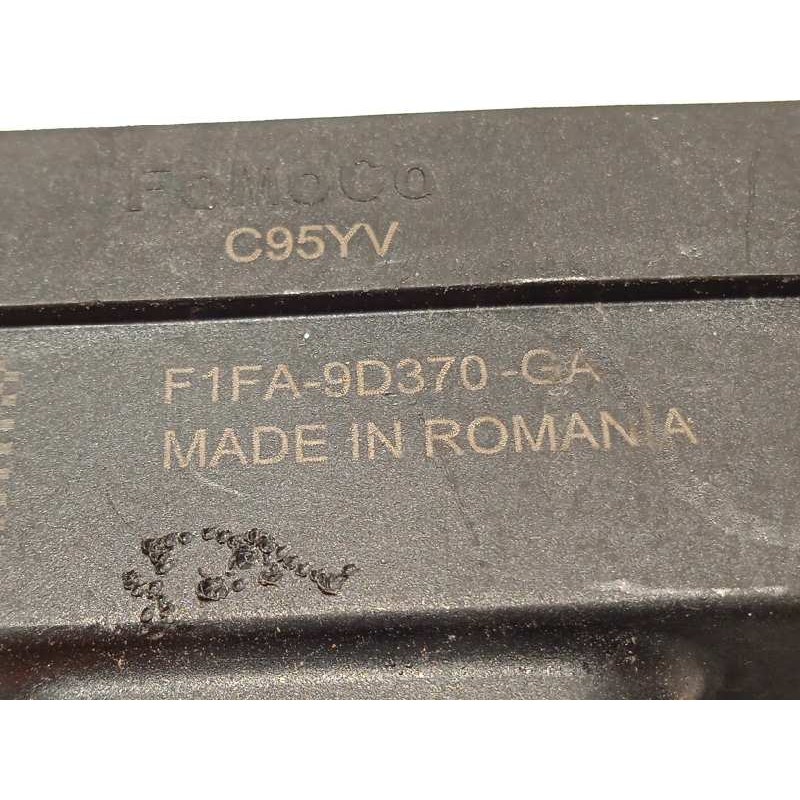 FoMoCo
C95YV
F1FA-9D370-GA
MADE IN ROMANIA